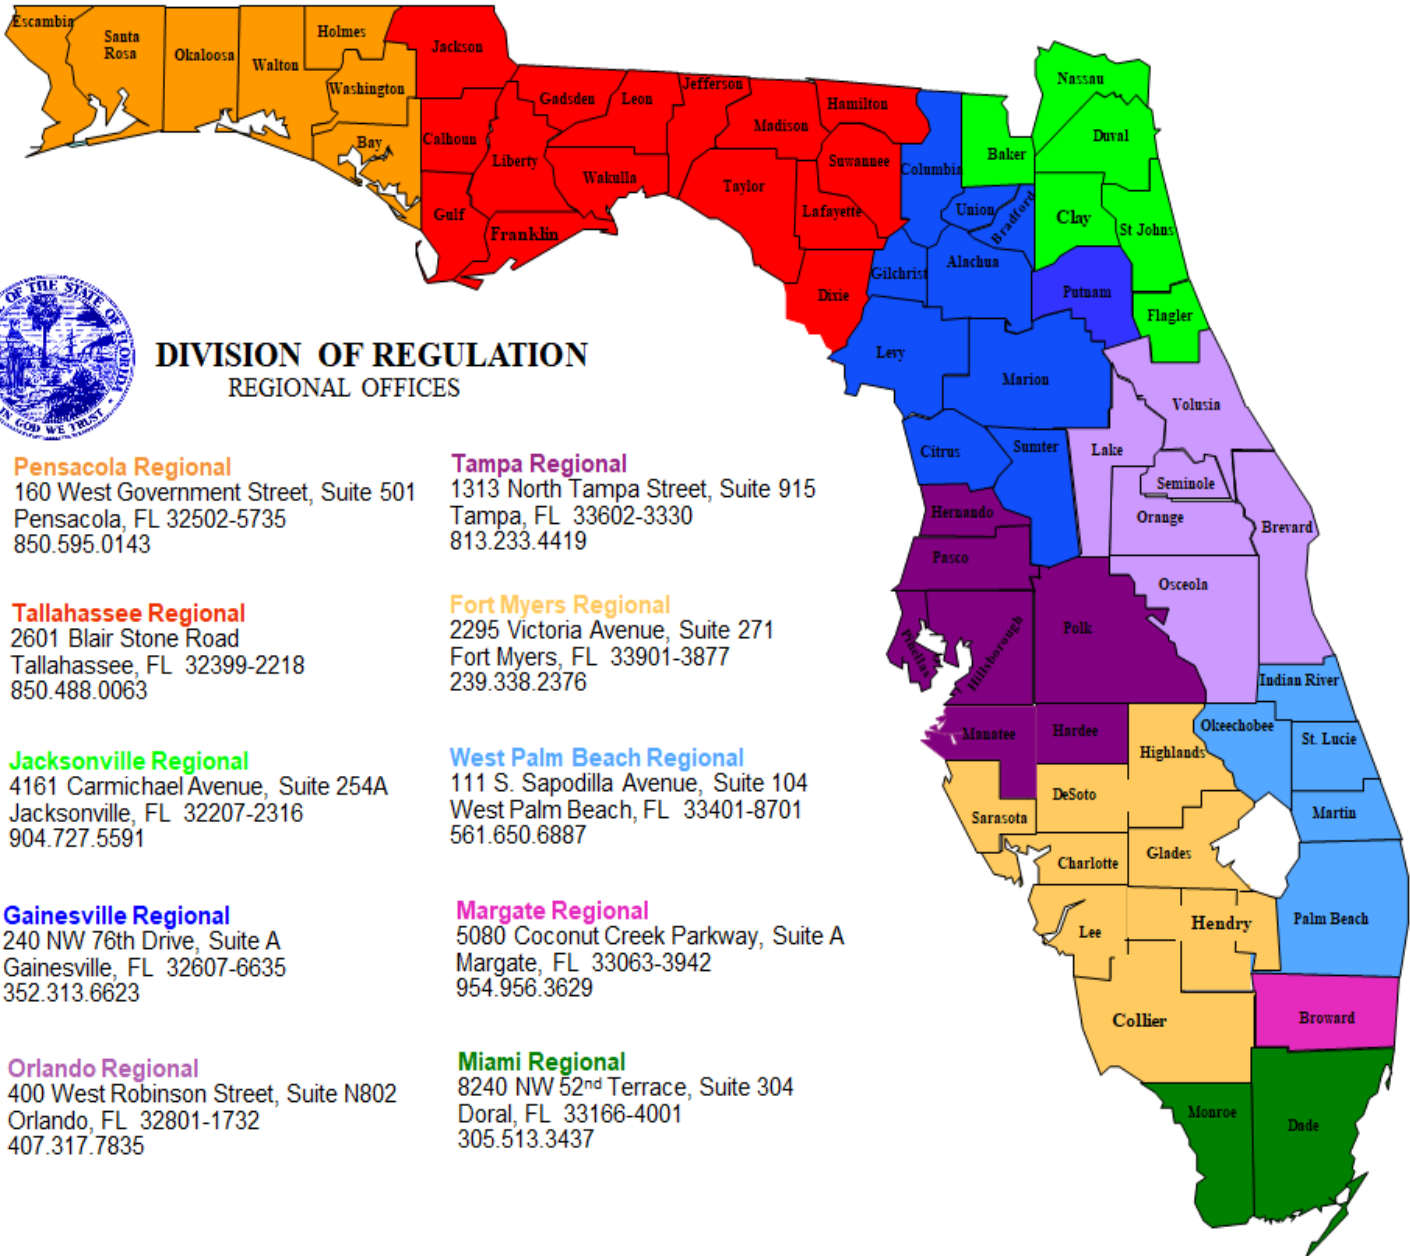 Escambia
Santa
Rosa
Okaloosa
Walton
Holmes
Washington
Bay
Jackson
Calhoun
Gulf
Liberty
Gadsden
Franklin
Leon
Wakulla
Jefferson
Madison
Taylor
Hamilton
Suwannee
Lafayette
Dixie
Columbia
Baker
Nassau
Duval
Union
Bradford
Clay
St Johns
Gilchrist
Alachua
Putnam
Flagler
Levy
Marion
Volusia
Citrus
Sumter
Lake
Seminole
Orange
Brevard
Hernando
Pasco
Osceola
Pinellas
Hillsborough
Polk
Indian River
Manatee
Hardee
Highlands
Okeechobee
St. Lucie
Sarasota
DeSoto
Martin
Charlotte
Glades
Lee
Hendry
Palm Beach
Collier
Broward
Monroe
Dade
OF THE STATE OF FLORIDA
IN GOD WE TRUST
DIVISION OF REGULATION
REGIONAL OFFICES
Pensacola Regional
160 West Government Street, Suite 501
Pensacola, FL 32502-5735
850.595.0143
Tallahassee Regional
2601 Blair Stone Road
Tallahassee, FL 32399-2218
850.488.0063
Jacksonville Regional
4161 Carmichael Avenue, Suite 254A
Jacksonville, FL 32207-2316
904.727.5591
Gainesville Regional
240 NW 76th Drive, Suite A
Gainesville, FL 32607-6635
352.313.6623
Orlando Regional
400 West Robinson Street, Suite N802
Orlando, FL 32801-1732
407.317.7835
Tampa Regional
1313 North Tampa Street, Suite 915
Tampa, FL 33602-3330
813.233.4419
Fort Myers Regional
2295 Victoria Avenue, Suite 271
Fort Myers, FL 33901-3877
239.338.2376
West Palm Beach Regional
111 S. Sapodilla Avenue, Suite 104
West Palm Beach, FL 33401-8701
561.650.6887
Margate Regional
5080 Coconut Creek Parkway, Suite A
Margate, FL 33063-3942
954.956.3629
Miami Regional
8240 NW 52nd Terrace, Suite 304
Doral, FL 33166-4001
305.513.3437